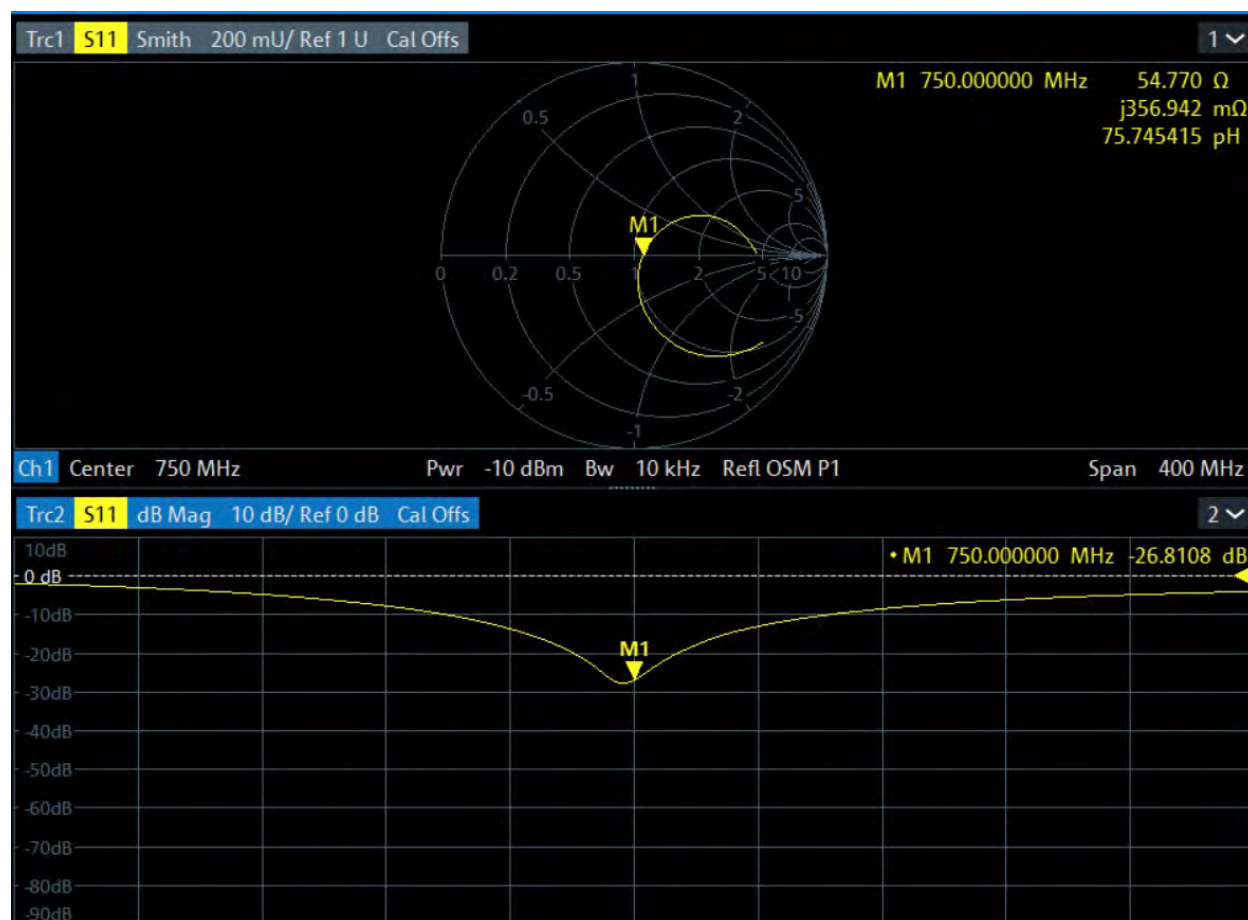 Trc1 S11 Smith 200 mU/ Ref 1 U Cal Offs 1
M1 750.000000 MHz 54.770 Ω
j356.942 mΩ
75.745415 pH
1
0.5 2
5
M1
0 0.2 0.5 1 2 5 10
-5
-0.5 -2
-1
Ch1 Center 750 MHz Pwr -10 dBm Bw 10 kHz Refl OSM P1 Span 400 MHz
Trc2 S11 dB Mag 10 dB/ Ref 0 dB Cal Offs 2
10dB
• M1 750.000000 MHz -26.8108 dB
0 dB
-10dB
-20dB
M1
-30dB
-40dB
-50dB
-60dB
-70dB
-80dB
-90dB